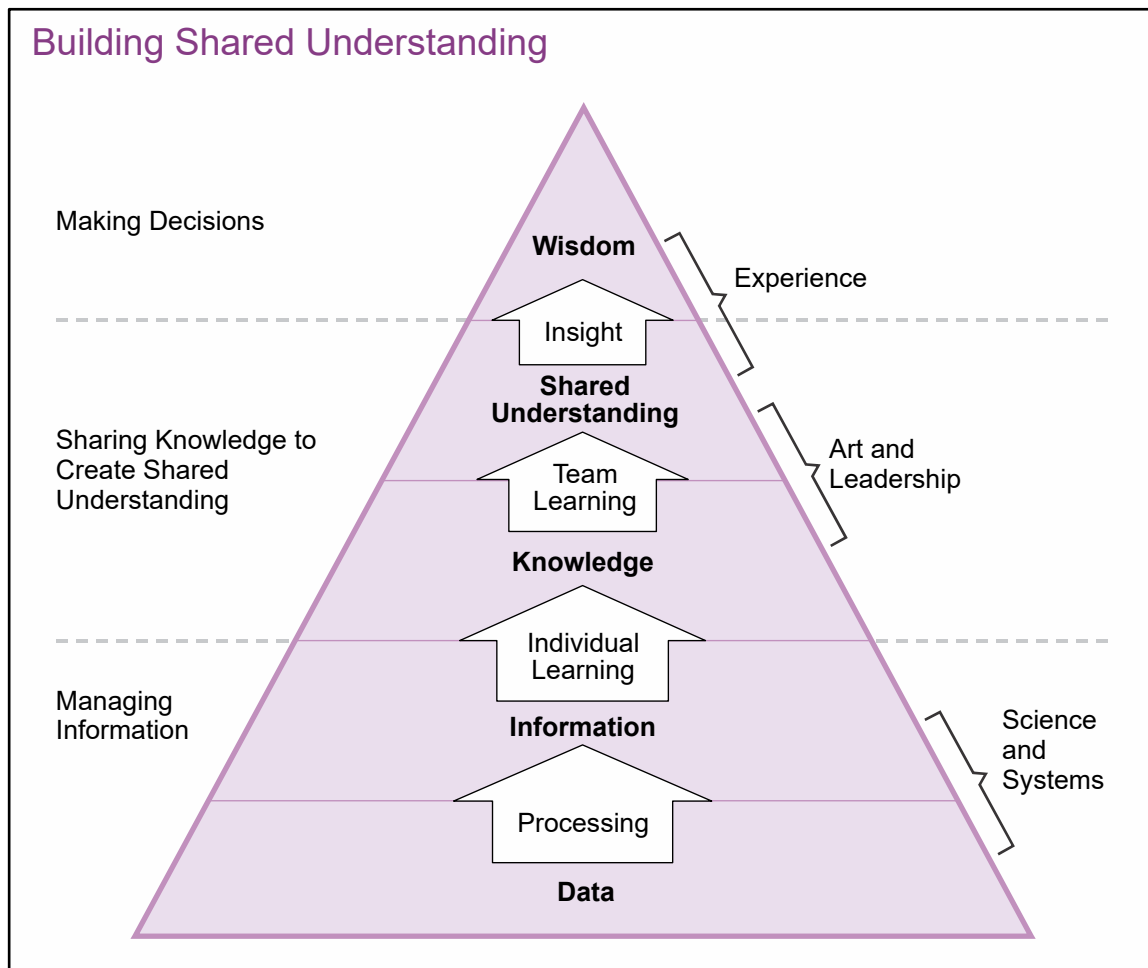 Building Shared Understanding
Making Decisions
Wisdom
Experience
Insight
Shared
Understanding
Sharing Knowledge to
Create Shared
Understanding
Art and
Leadership
Team
Learning
Knowledge
Individual
Learning
Managing
Information
Information
Science
and
Systems
Processing
Data